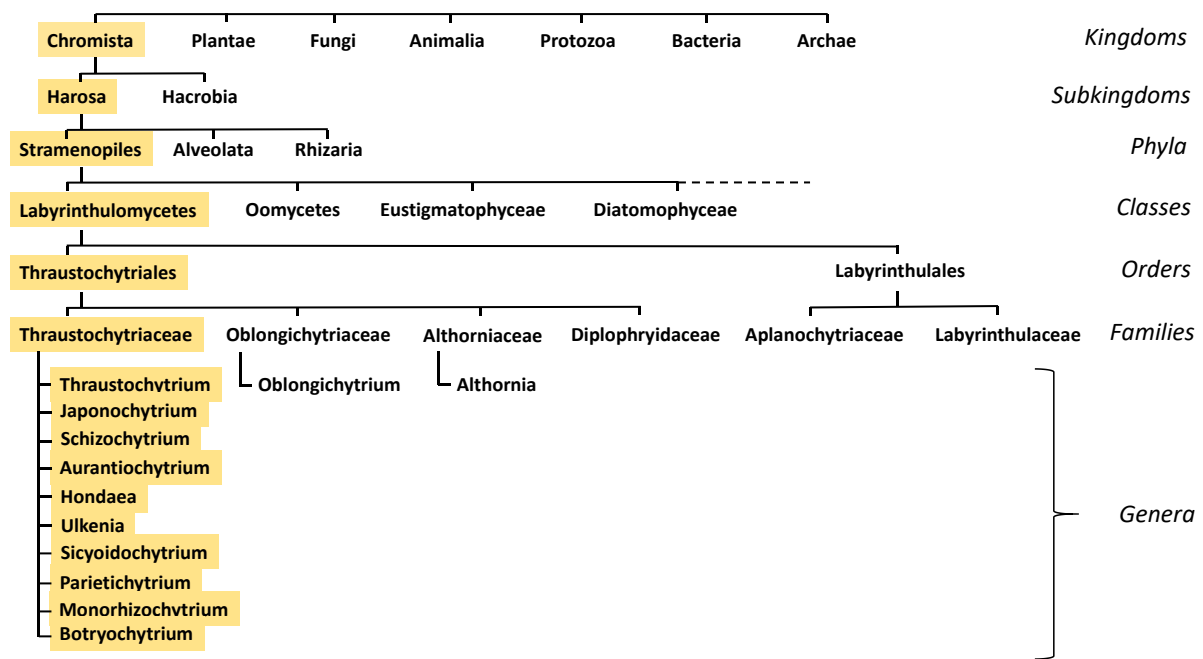 Chromista Plantae Fungi Animalia Protozoa Bacteria Archae Kingdoms
Harosa Hacrobia Subkingdoms
Stramenopiles Alveolata Rhizaria Phyla
Labyrinthulomycetes Oomycetes Eustigmatophyceae Diatomophyceae Classes
Thraustochytriales Labyrinthulales Orders
Thraustochytriaceae Oblongichytriaceae Althorniaceae Diplophrydaceae Aplanochytriaceae Labyrinthulaceae Families
Thraustochytrium Oblongichytrium Althornia
Japonochytrium
Schizochytrium
Aurantiochytrium
Hondaea
Ulkenia Genera
Sicyoidochytrium
Parietichytrium
Monorhizochytrium
Botryochytrium